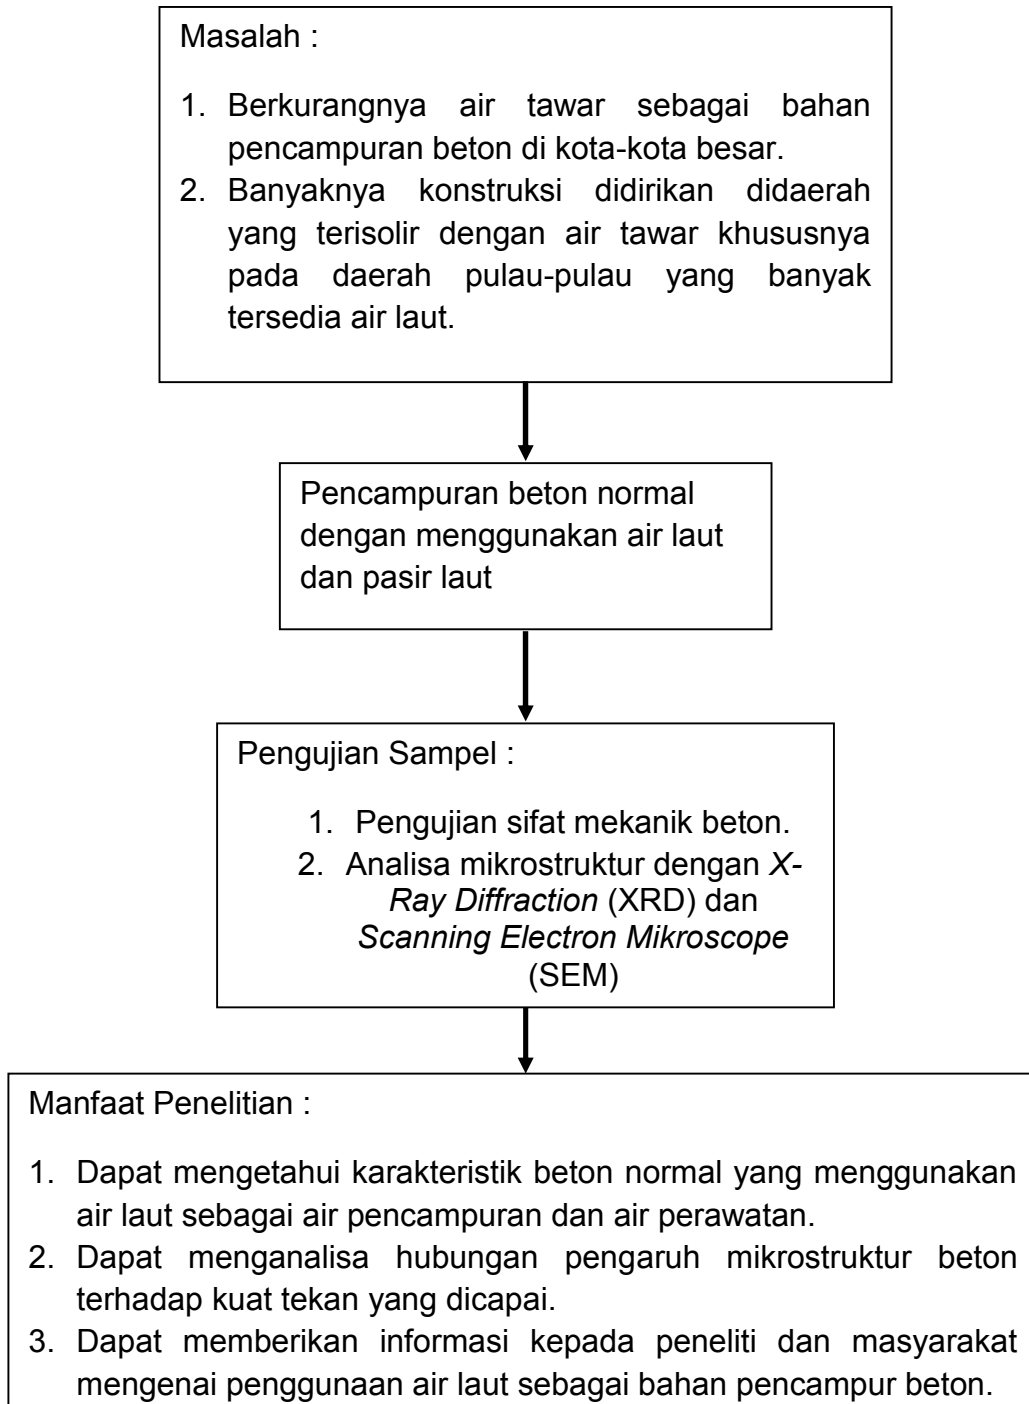 Masalah :
1. Berkurangnya air tawar sebagai bahan
pencampuran beton di kota-kota besar.
2. Banyaknya konstruksi didirikan didaerah
yang terisolir dengan air tawar khususnya
pada daerah pulau-pulau yang banyak
tersedia air laut.
Pencampuran beton normal
dengan menggunakan air laut
dan pasir laut
Pengujian Sampel :
1. Pengujian sifat mekanik beton.
2. Analisa mikrostruktur dengan X-
Ray Diffraction (XRD) dan
Scanning Electron Mikroscope
(SEM)
Manfaat Penelitian :
1. Dapat mengetahui karakteristik beton normal yang menggunakan
air laut sebagai air pencampuran dan air perawatan.
2. Dapat menganalisa hubungan pengaruh mikrostruktur beton
terhadap kuat tekan yang dicapai.
3. Dapat memberikan informasi kepada peneliti dan masyarakat
mengenai penggunaan air laut sebagai bahan pencampur beton.